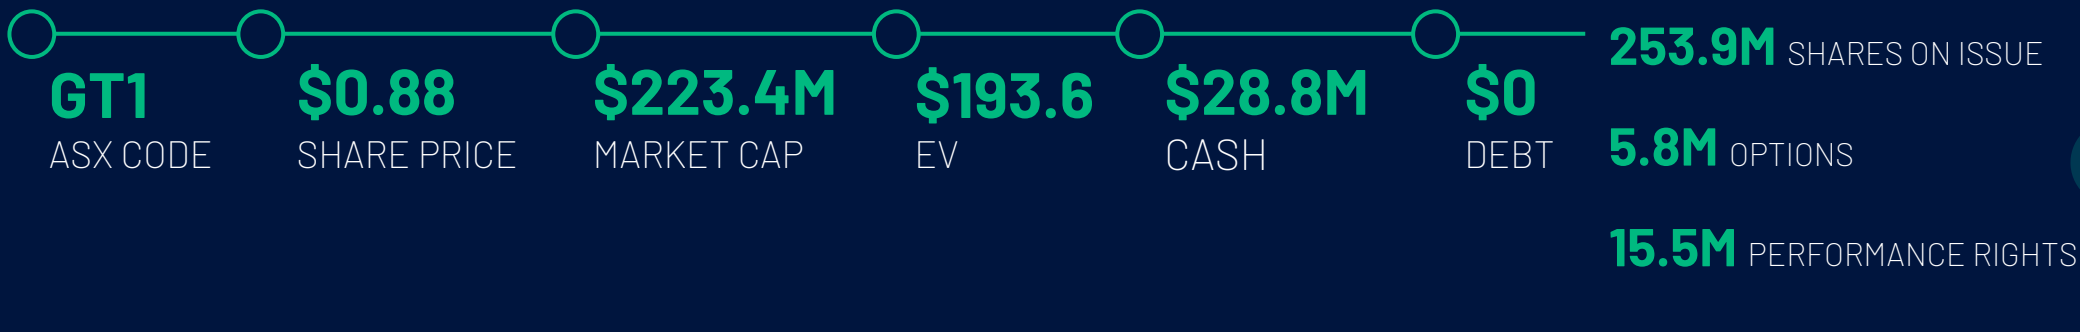 GT1
ASX CODE
$0.88
SHARE PRICE
$223.4M
MARKET CAP
$193.6
EV
$28.8M
CASH
$0
DEBT
253.9M SHARES ON ISSUE
5.8M OPTIONS
15.5M PERFORMANCE RIGHTS